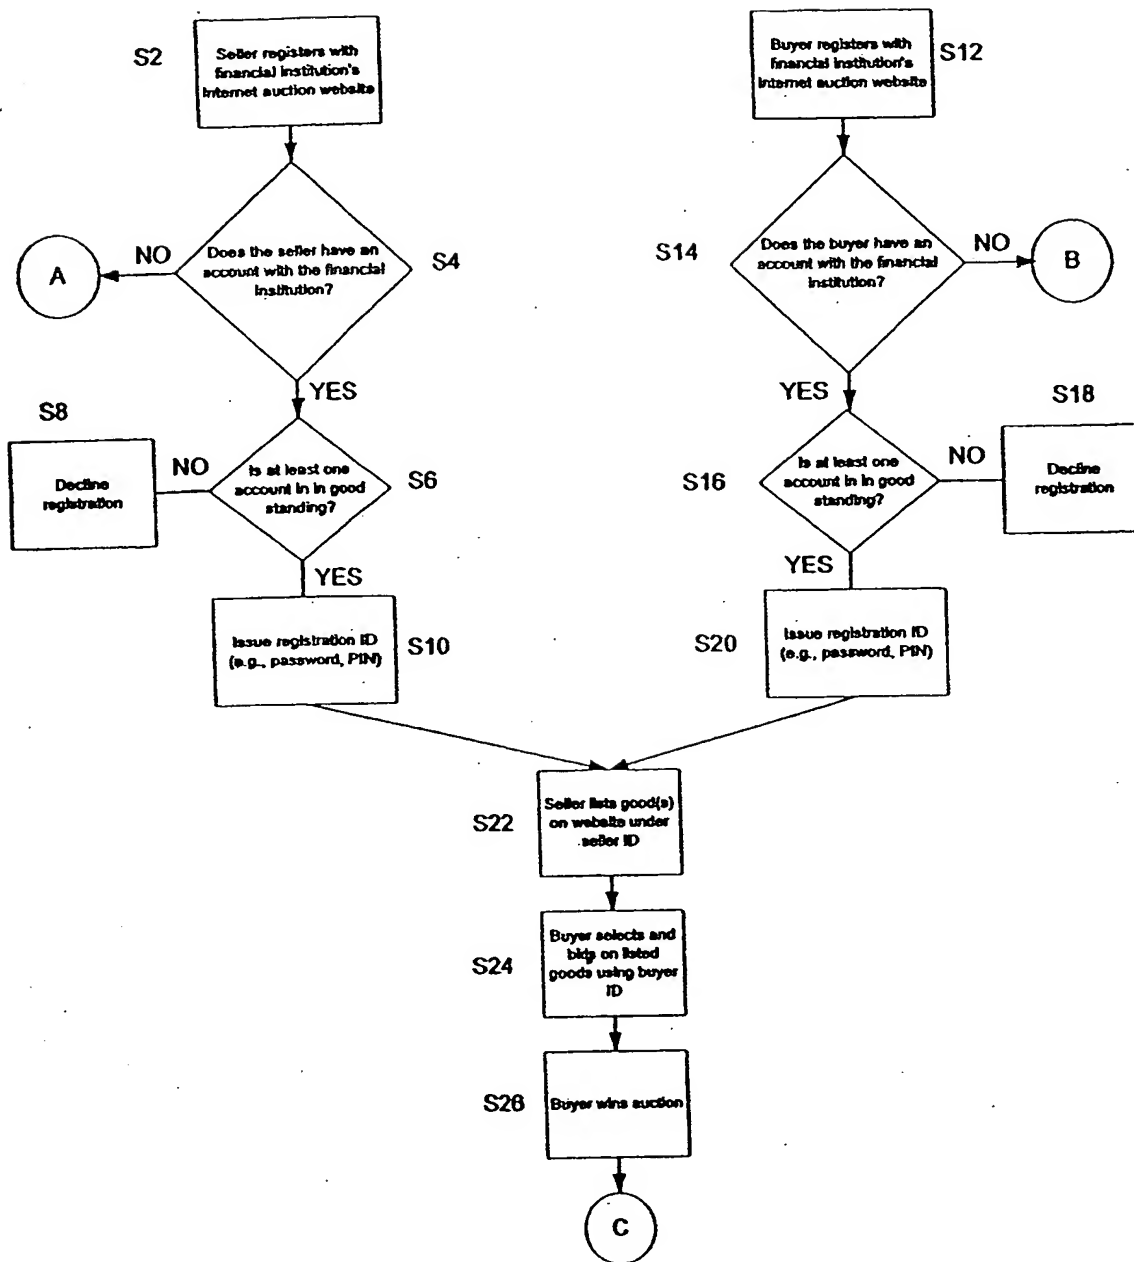 S2
Seller registers with
financial institution's
Internet auction website
Buyer registers with
financial institution's
Internet auction website
S12
A
NO
Does the seller have an
account with the financial
institution?
S4
S14
Does the buyer have an
account with the financial
institution?
NO
B
YES
YES
S8
Decline
registration
NO
Is at least one
account in in good
standing?
S6
S16
Is at least one
account in in good
standing?
NO
S18
Decline
registration
YES
YES
Issue registration ID
(e.g., password, PIN)
S10
S20
Issue registration ID
(e.g., password, PIN)
S22
Seller lists good(s)
on website under
seller ID
S24
Buyer selects and
bids on listed
goods using buyer
ID
S26
Buyer wins auction
C